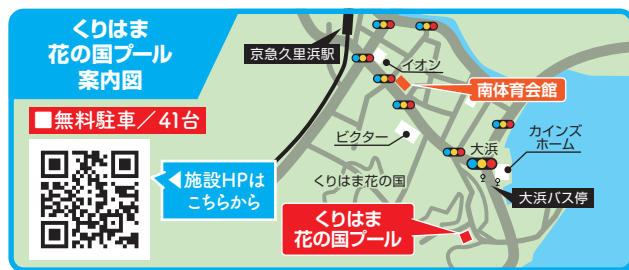 くりはま
花の国プール
案内図
■無料駐車／41台
◀施設HPは
こちらから
京急久里浜駅
イオン
南体育会館
ビクター
カインズ
ホーム
大浜
くりはま花の国
大浜バス停
くりはま
花の国プール